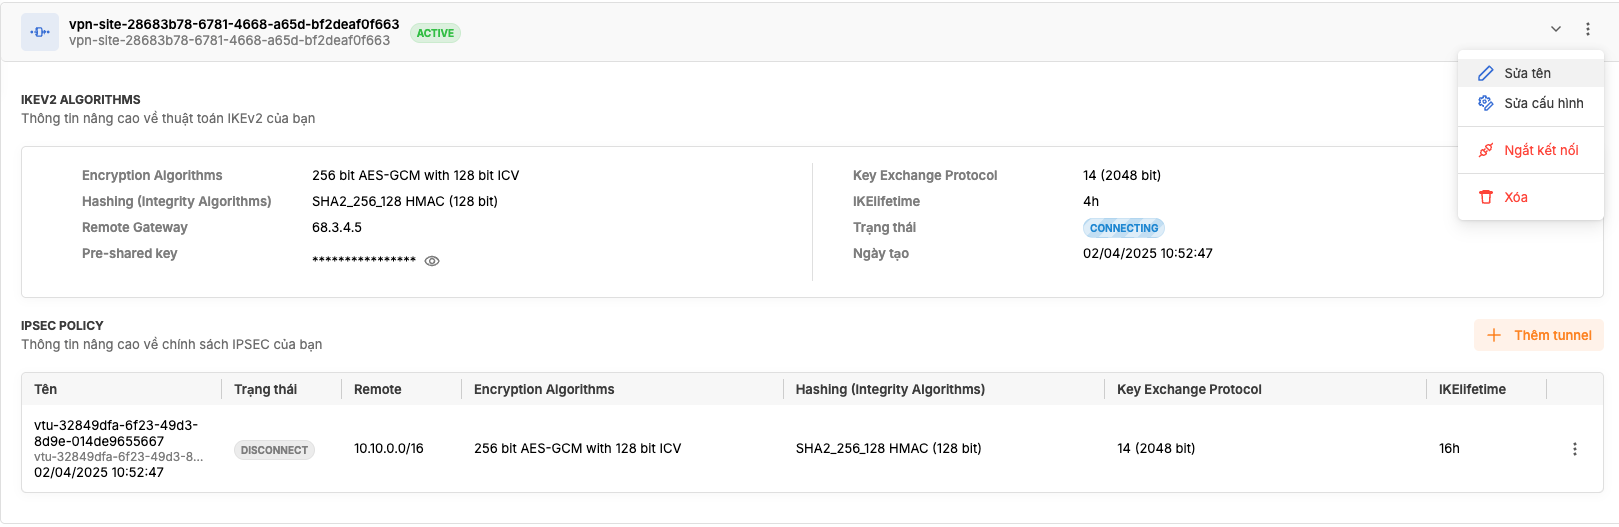 vpn-site-28683b78-6781-4668-a65d-bf2deaf0f663
vpn-site-28683b78-6781-4668-a65d-bf2deaf0f663
ACTIVE
Sửa tên
Sửa cấu hình
Ngắt kết nối
Xóa
IKEV2 ALGORITHMS
Thông tin nâng cao về thuật toán IKEv2 của bạn
Encryption Algorithms 256 bit AES-GCM with 128 bit ICV
Hashing (Integrity Algorithms) SHA2_256_128 HMAC (128 bit)
Remote Gateway 68.3.4.5
Pre-shared key ****************
Key Exchange Protocol 14 (2048 bit)
IKElifetime 4h
Trạng thái CONNECTING
Ngày tạo 02/04/2025 10:52:47
IPSEC POLICY
Thông tin nâng cao về chính sách IPSEC của bạn
Thêm tunnel
Tên Trạng thái Remote Encryption Algorithms Hashing (Integrity Algorithms) Key Exchange Protocol IKElifetime
vtu-32849dfa-6f23-49d3-
8d9e-014de9655667
vtu-32849dfa-6f23-49d3-8...
02/04/2025 10:52:47
DISCONNECT 10.10.0.0/16 256 bit AES-GCM with 128 bit ICV SHA2_256_128 HMAC (128 bit) 14 (2048 bit) 16h